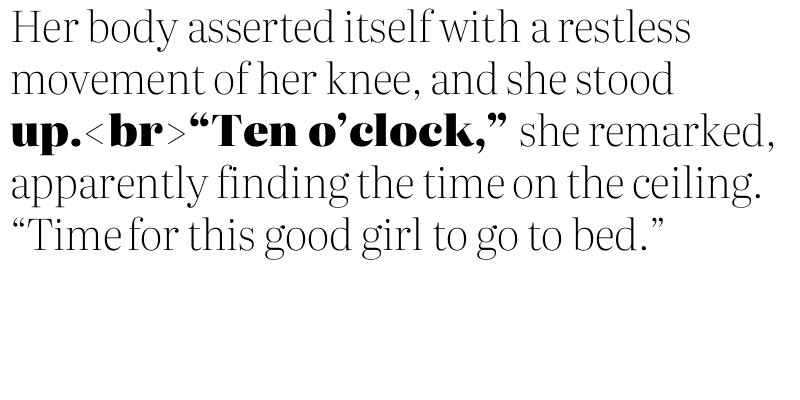 Her body asserted itself with a restless
movement of her knee, and she stood
up.<br>“Ten o’clock,” she remarked,
apparently finding the time on the ceiling.
“Time for this good girl to go to bed.”